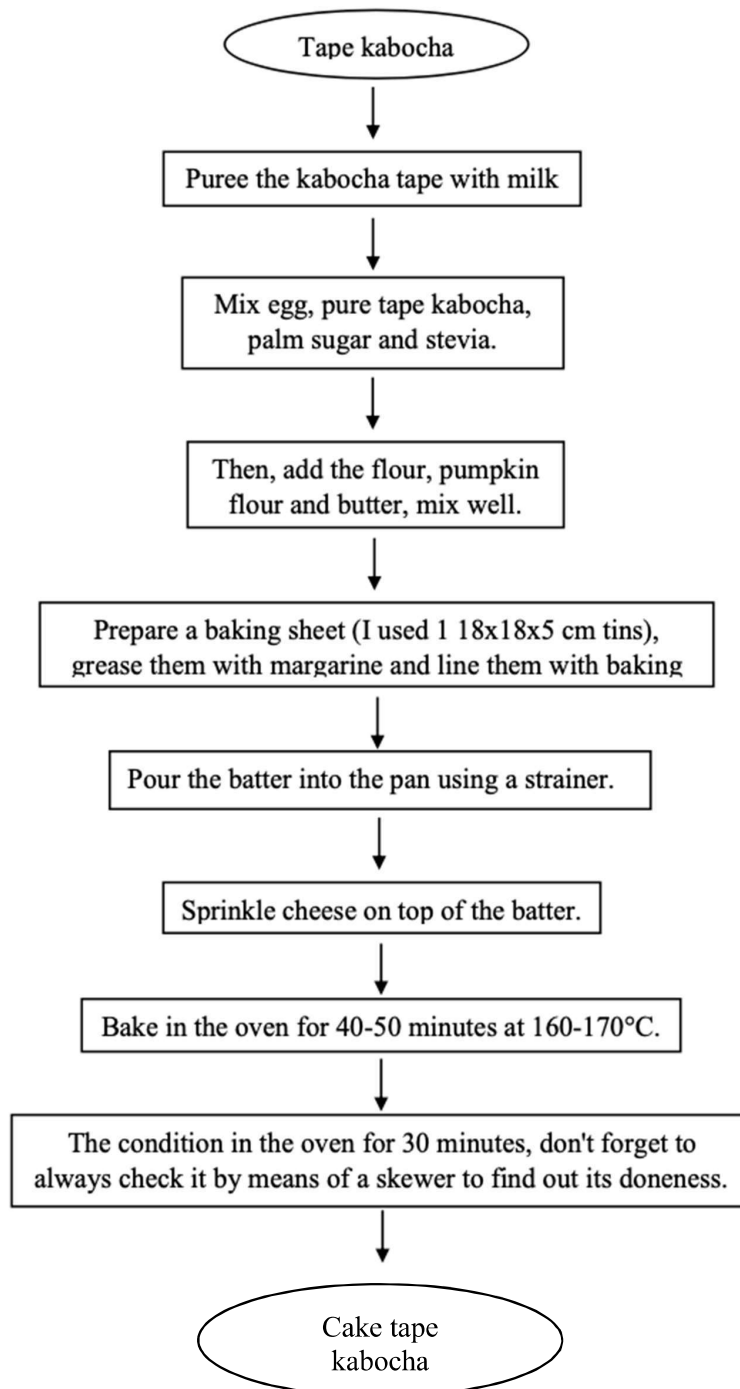 Tape kabocha
Puree the kabocha tape with milk
Mix egg, pure tape kabocha,
palm sugar and stevia.
Then, add the flour, pumpkin
flour and butter, mix well.
Prepare a baking sheet (I used 1 18x18x5 cm tins),
grease them with margarine and line them with baking
Pour the batter into the pan using a strainer.
Sprinkle cheese on top of the batter.
Bake in the oven for 40-50 minutes at 160-170°C.
The condition in the oven for 30 minutes, don't forget to
always check it by means of a skewer to find out its doneness.
Cake tape
kabocha